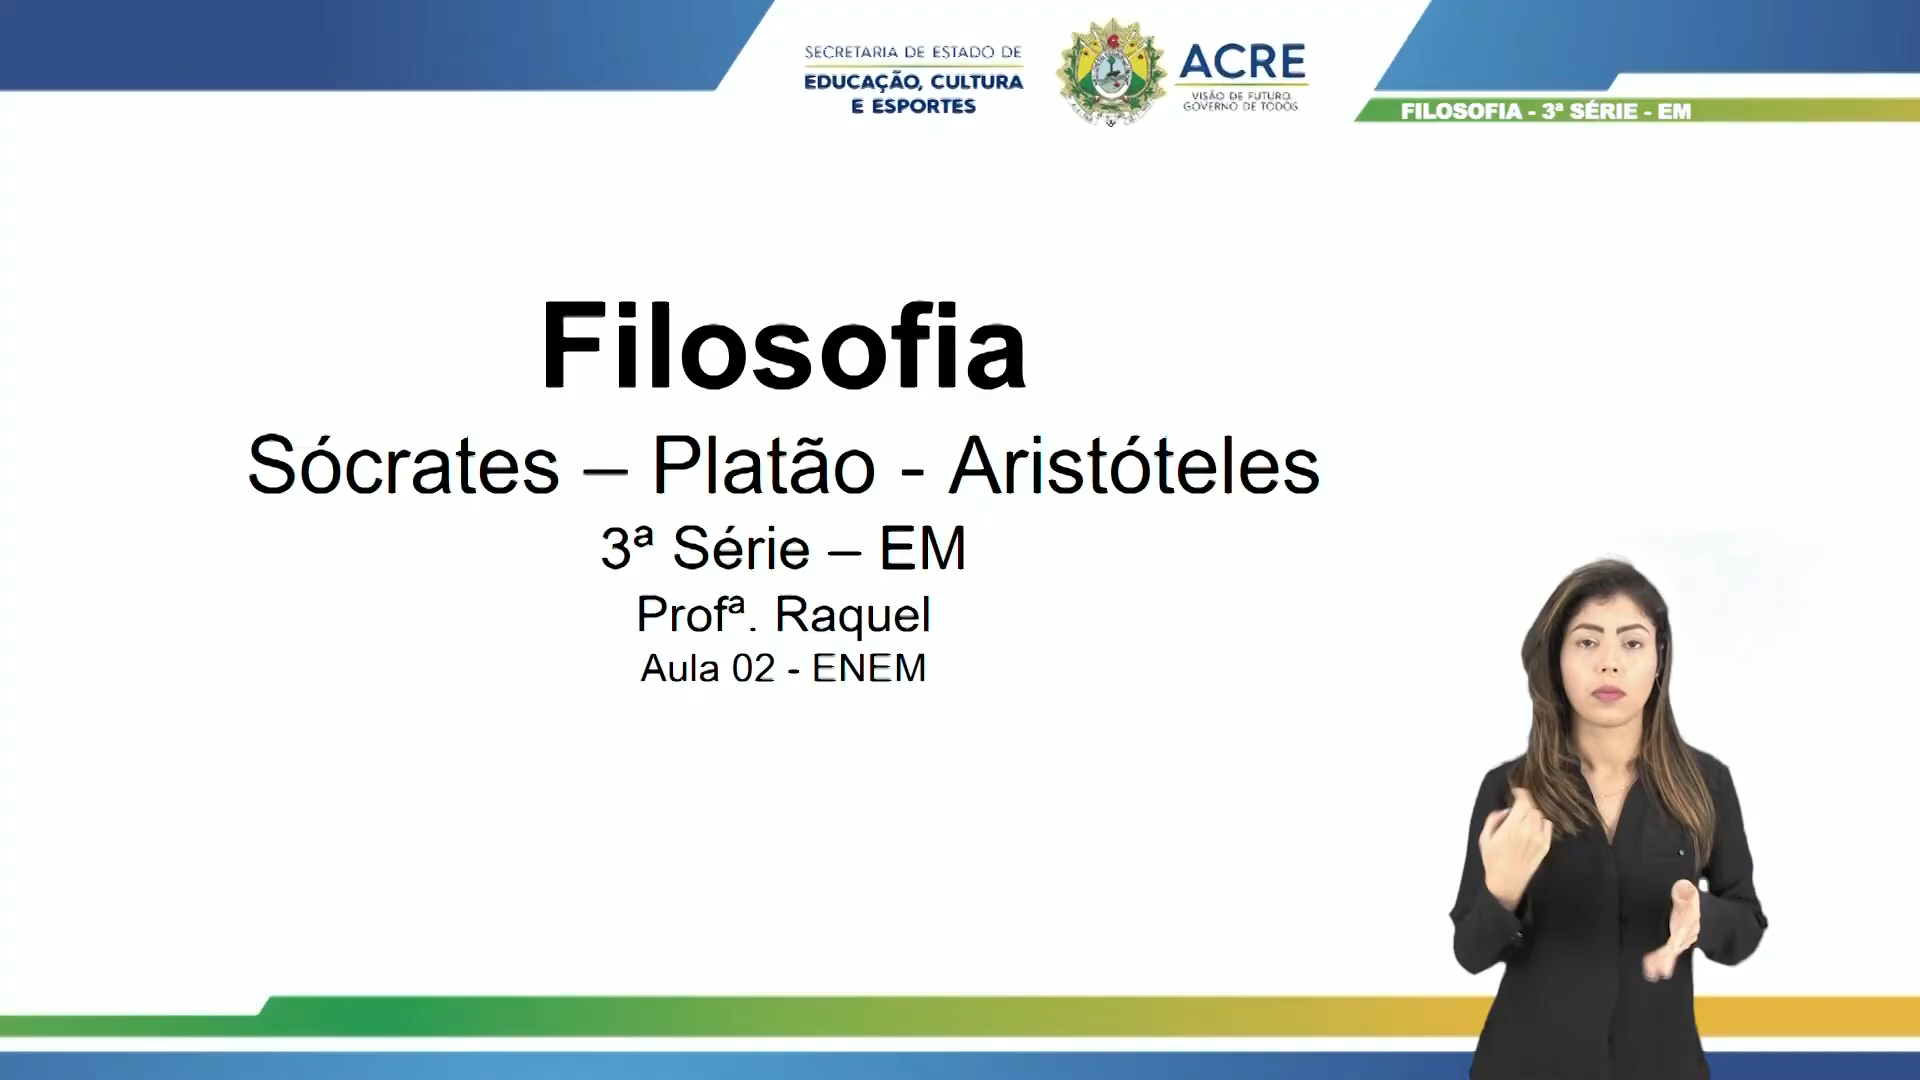 SECRETARIA DE ESTADO DE
EDUCAÇÃO, CULTURA
E ESPORTES
ACRE
VISÃO DE FUTURO,
GOVERNO DE TODOS
FILOSOFIA - 3ª SÉRIE - EM
Filosofia
Sócrates – Platão - Aristóteles
3ª Série – EM
Profª. Raquel
Aula 02 - ENEM